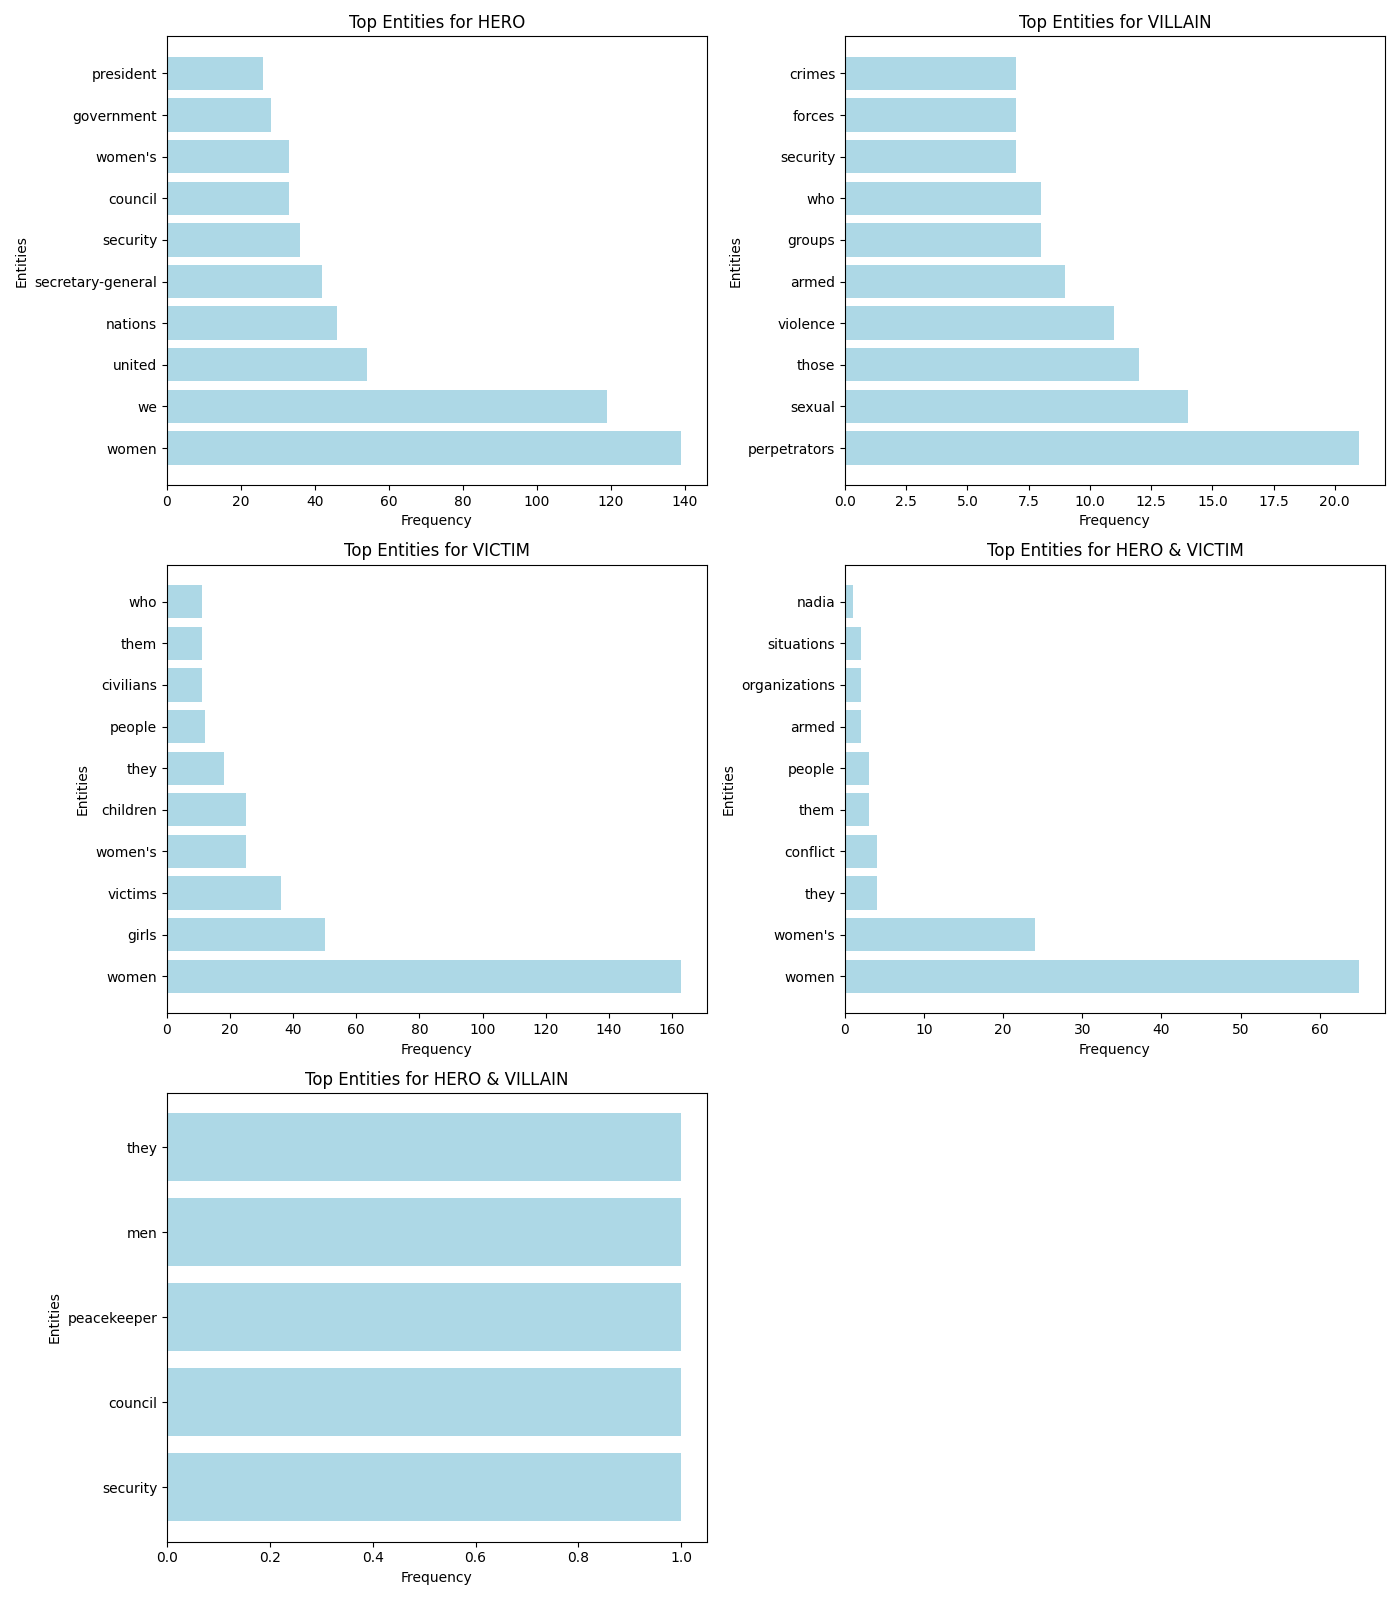 Top Entities for HERO
Entities
president
government
women's
council
security
secretary-general
nations
united
we
women
0 20 40 60 80 100 120 140
Frequency
Top Entities for VILLAIN
Entities
crimes
forces
security
who
groups
armed
violence
those
sexual
perpetrators
0.0 2.5 5.0 7.5 10.0 12.5 15.0 17.5 20.0
Frequency
Top Entities for VICTIM
Entities
who
them
civilians
people
they
children
women's
victims
girls
women
0 20 40 60 80 100 120 140 160
Frequency
Top Entities for HERO & VICTIM
Entities
nadia
situations
organizations
armed
people
them
conflict
they
women's
women
0 10 20 30 40 50 60
Frequency
Top Entities for HERO & VILLAIN
Entities
they
men
peacekeeper
council
security
0.0 0.2 0.4 0.6 0.8 1.0
Frequency